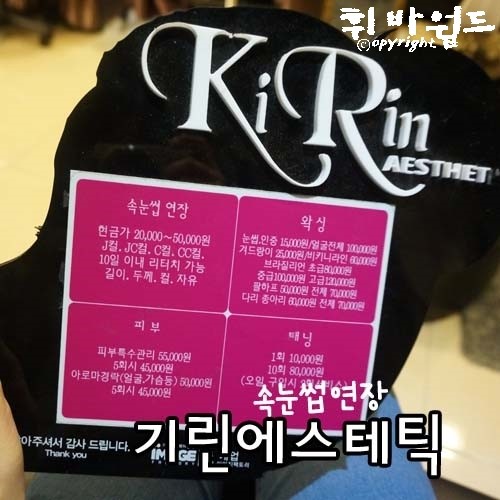 휘바월드
ⓒopyright
KiRin
AESTHET
속눈썹 연장
현금가 20,000~50,000원
J컬, JC컬, C컬, CC컬,
10일 이내 리터치 가능
길이, 두께, 컬, 자유
왁싱
눈썹,인중 15,000원/얼굴전체 100,000원
겨드랑이 25,000원/비키니라인 60,000원
브라질리언 초급80,000원
중급100,000원 고급120,000원
팔하프 50,000원 전체 70,000원
다리 종아리 60,000원 전체 70,000원
피부
피부특수관리 55,000원
5회시 45,000원
아로마경락(얼굴,가슴등) 50,000원
5회시 45,000원
태닝
1회 10,000원
10회 80,000원
속눈썹연장
기린에스테틱
아주셔서 감사 드립니다.
Thank you
IMAGE